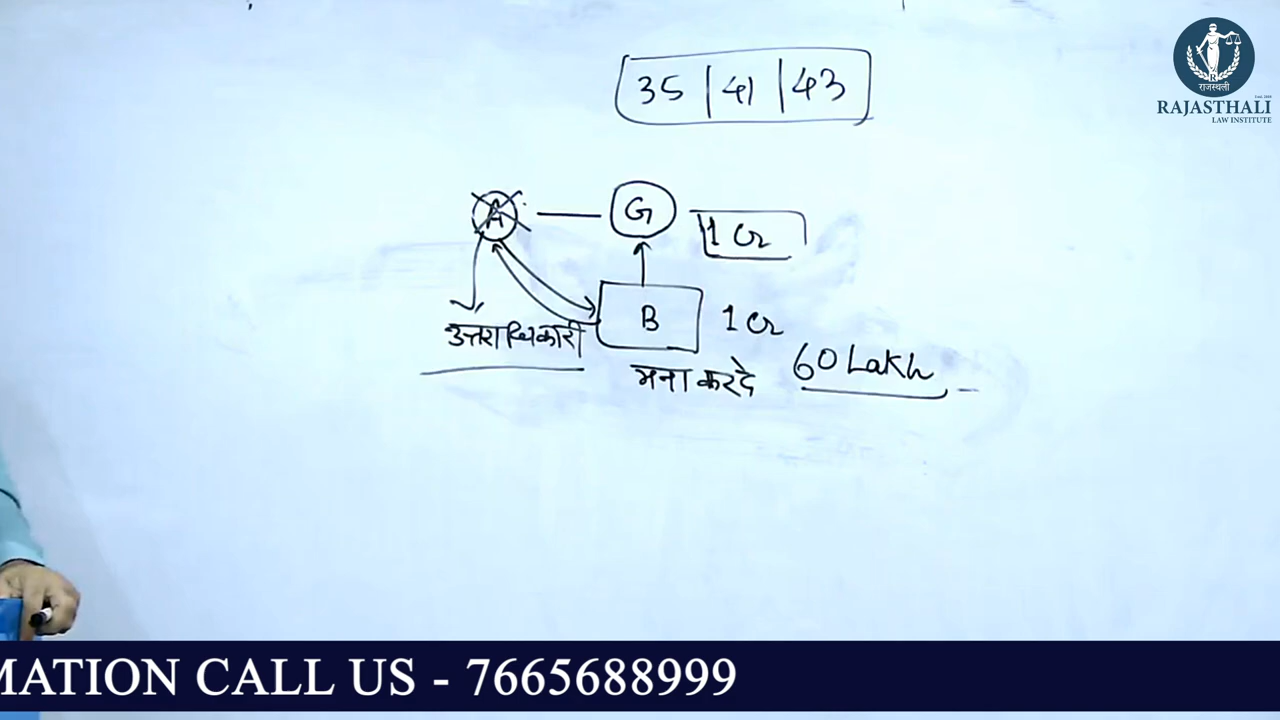 35 | 41 | 43
राजस्थली
RAJASTHALI
LAW INSTITUTE
A G 1 Cr
उत्तराधिकारी B 1 Cr
मना करदे 60 Lakh
MATION CALL US - 7665688999